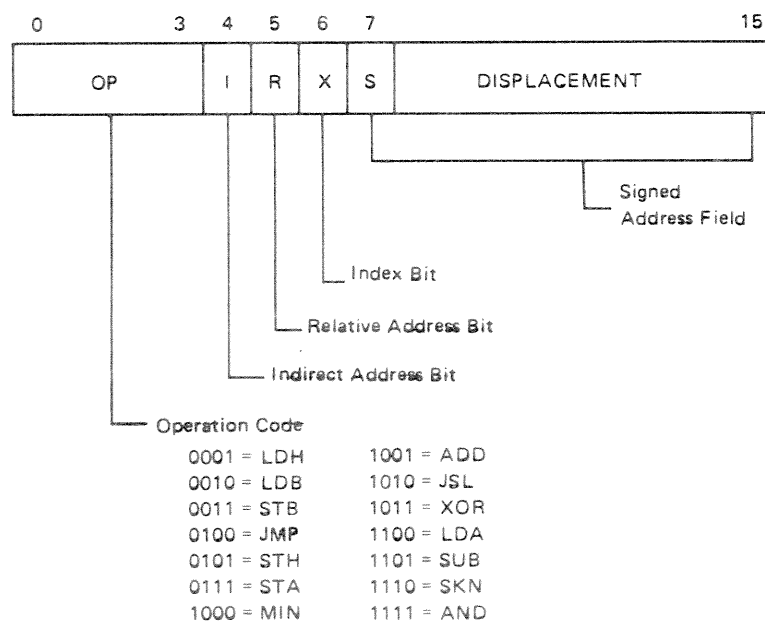 0 3 4 5 6 7 15
OP I R X S DISPLACEMENT
Signed
Address Field
Index Bit
Relative Address Bit
Indirect Address Bit
Operation Code
0001 = LDH 1001 = ADD
0010 = LDB 1010 = JSL
0011 = STB 1011 = XOR
0100 = JMP 1100 = LDA
0101 = STH 1101 = SUB
0111 = STA 1110 = SKN
1000 = MIN 1111 = AND